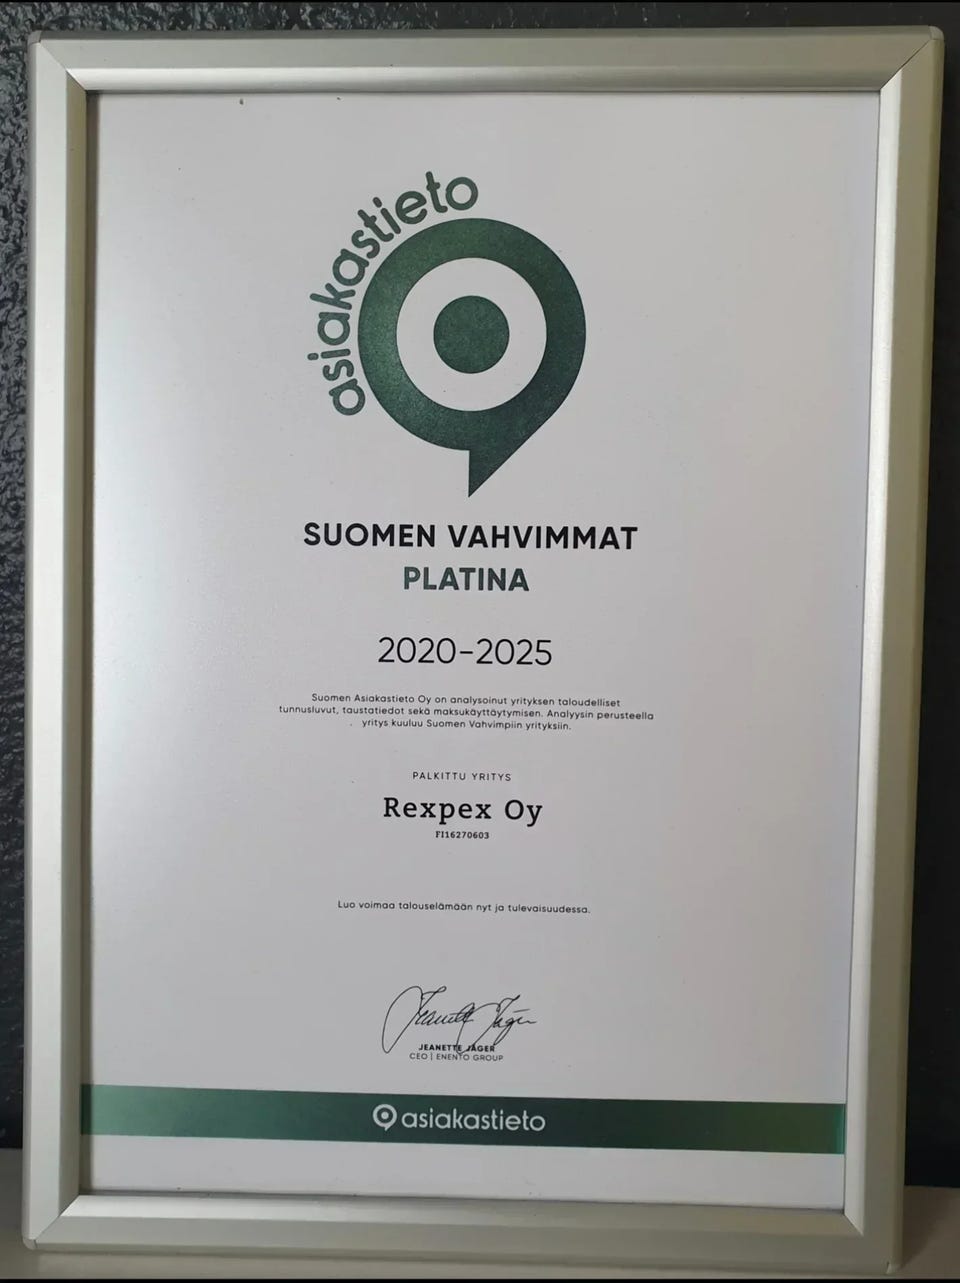 asiakastieto
SUOMEN VAHVIMMAT
PLATINA
2020-2025
Suomen Asiakastieto Oy on analysoinut yrityksen taloudelliset
tunnusluvut, taustatiedot sekä maksukäyttäytymisen. Analyysin perusteella
yritys kuuluu Suomen Vahvimpiin yrityksiin.
PALKITTU YRITYS
Rexpex Oy
FI16270603
Luo voimaa talouselämään nyt ja tulevaisuudessa.
Jeanette Jäger
JEANETTE JÄGER
CEO | ENENTO GROUP
asiakastieto